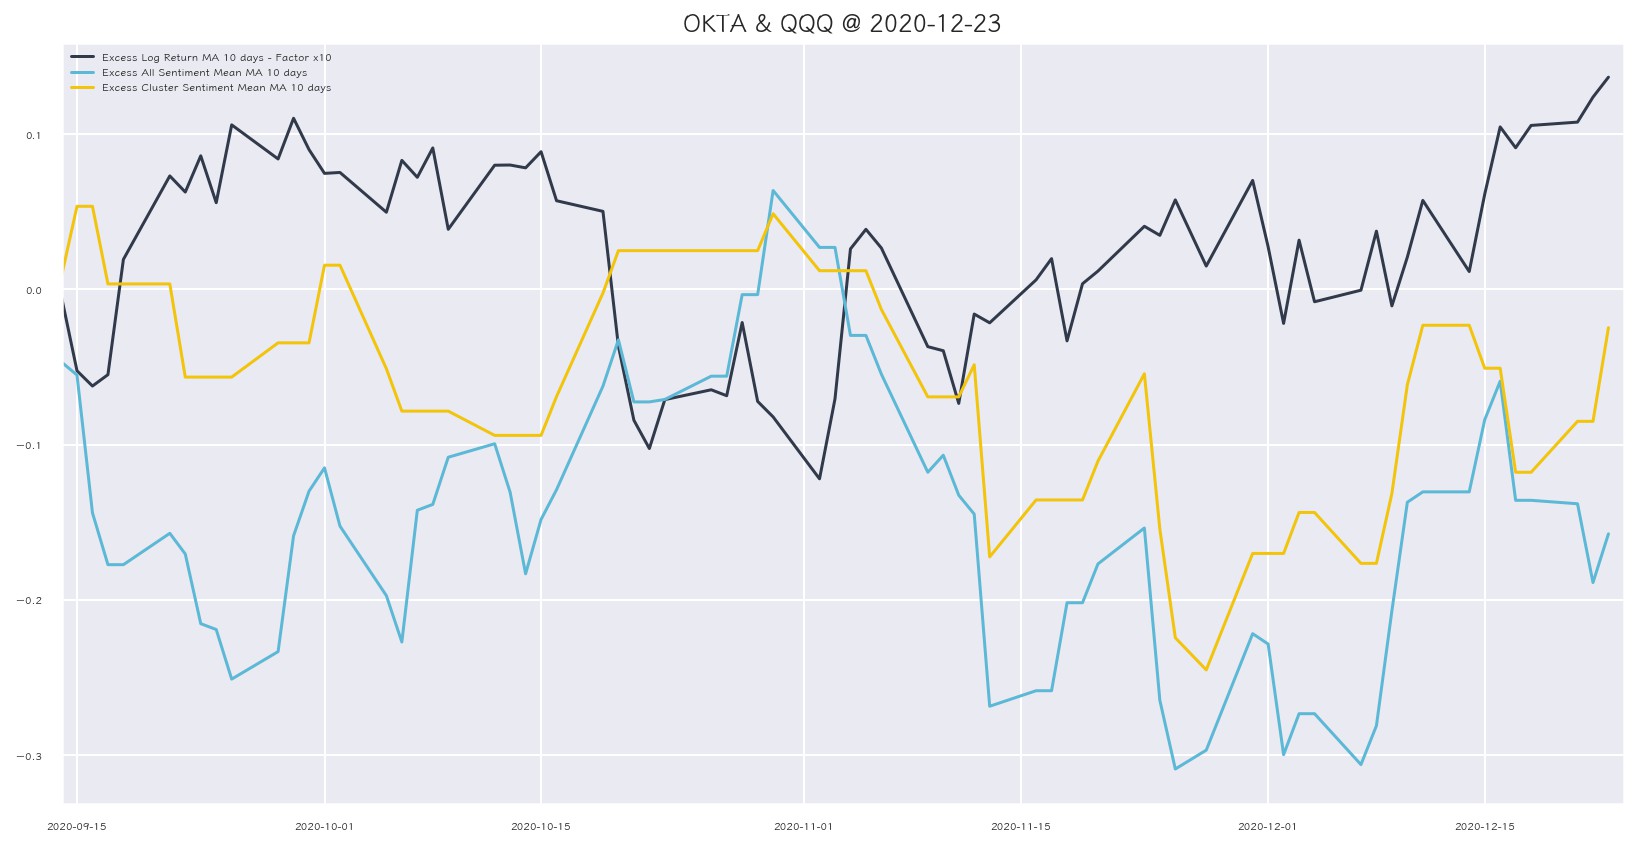 OKTA & QQQ @ 2020-12-23
Excess Log Return MA 10 days - Factor x10
Excess All Sentiment Mean MA 10 days
Excess Cluster Sentiment Mean MA 10 days
0.1
0.0
−0.1
−0.2
−0.3
2020-09-15 2020-10-01 2020-10-15 2020-11-01 2020-11-15 2020-12-01 2020-12-15